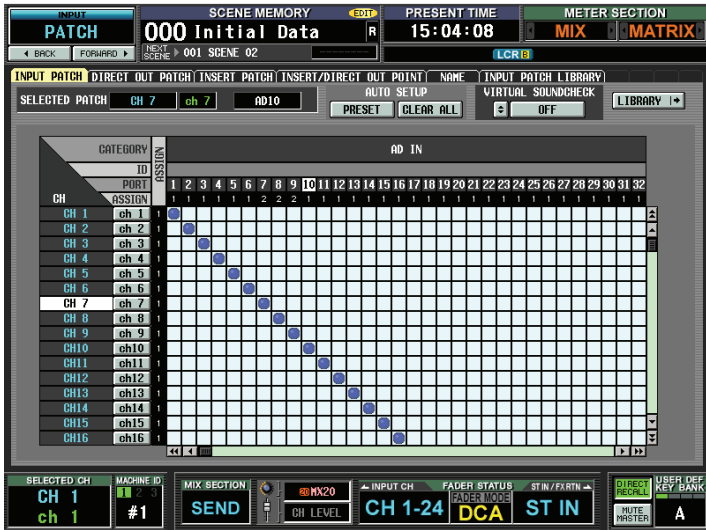 INPUT SCENE MEMORY EDIT PRESENT TIME METER SECTION
PATCH 000 Initial Data R 15:04:08 MIX MATRIX
BACK FORWARD NEXT SCENE 001 SCENE 02 LCR B
INPUT PATCH DIRECT OUT PATCH INSERT PATCH INSERT/DIRECT OUT POINT NAME INPUT PATCH LIBRARY
SELECTED PATCH CH 7 ch 7 AD10 AUTO SETUP VIRTUAL SOUNDCHECK
PRESET CLEAR ALL OFF LIBRARY
CATEGORY ASSIGN AD IN
ID
PORT 1 2 3 4 5 6 7 8 9 10 11 12 13 14 15 16 17 18 19 20 21 22 23 24 25 26 27 28 29 30 31 32
CH ASSIGN 1 1 1 1 1 1 2 2 2 1 1 1 1 1 1 1 1 1 1 1 1 1 1 1 1 1 1 1 1 1 1 1
CH 1 ch 1 1
CH 2 ch 2 1
CH 3 ch 3 1
CH 4 ch 4 1
CH 5 ch 5 1
CH 6 ch 6 1
CH 7 ch 7 1
CH 8 ch 8 1
CH 9 ch 9 1
CH10 ch10 1
CH11 ch11 1
CH12 ch12 1
CH13 ch13 1
CH14 ch14 1
CH15 ch15 1
CH16 ch16 1
SELECTED CH MACHINE ID MIX SECTION 20 MX20 INPUT CH FADER STATUS ST IN/FXRTN DIRECT RECALL USER DEF KEY BANK
CH 1 1 2 3 SEND CH LEVEL CH 1-24 FADER MODE ST IN MUTE MASTER A
ch 1 #1 DCA